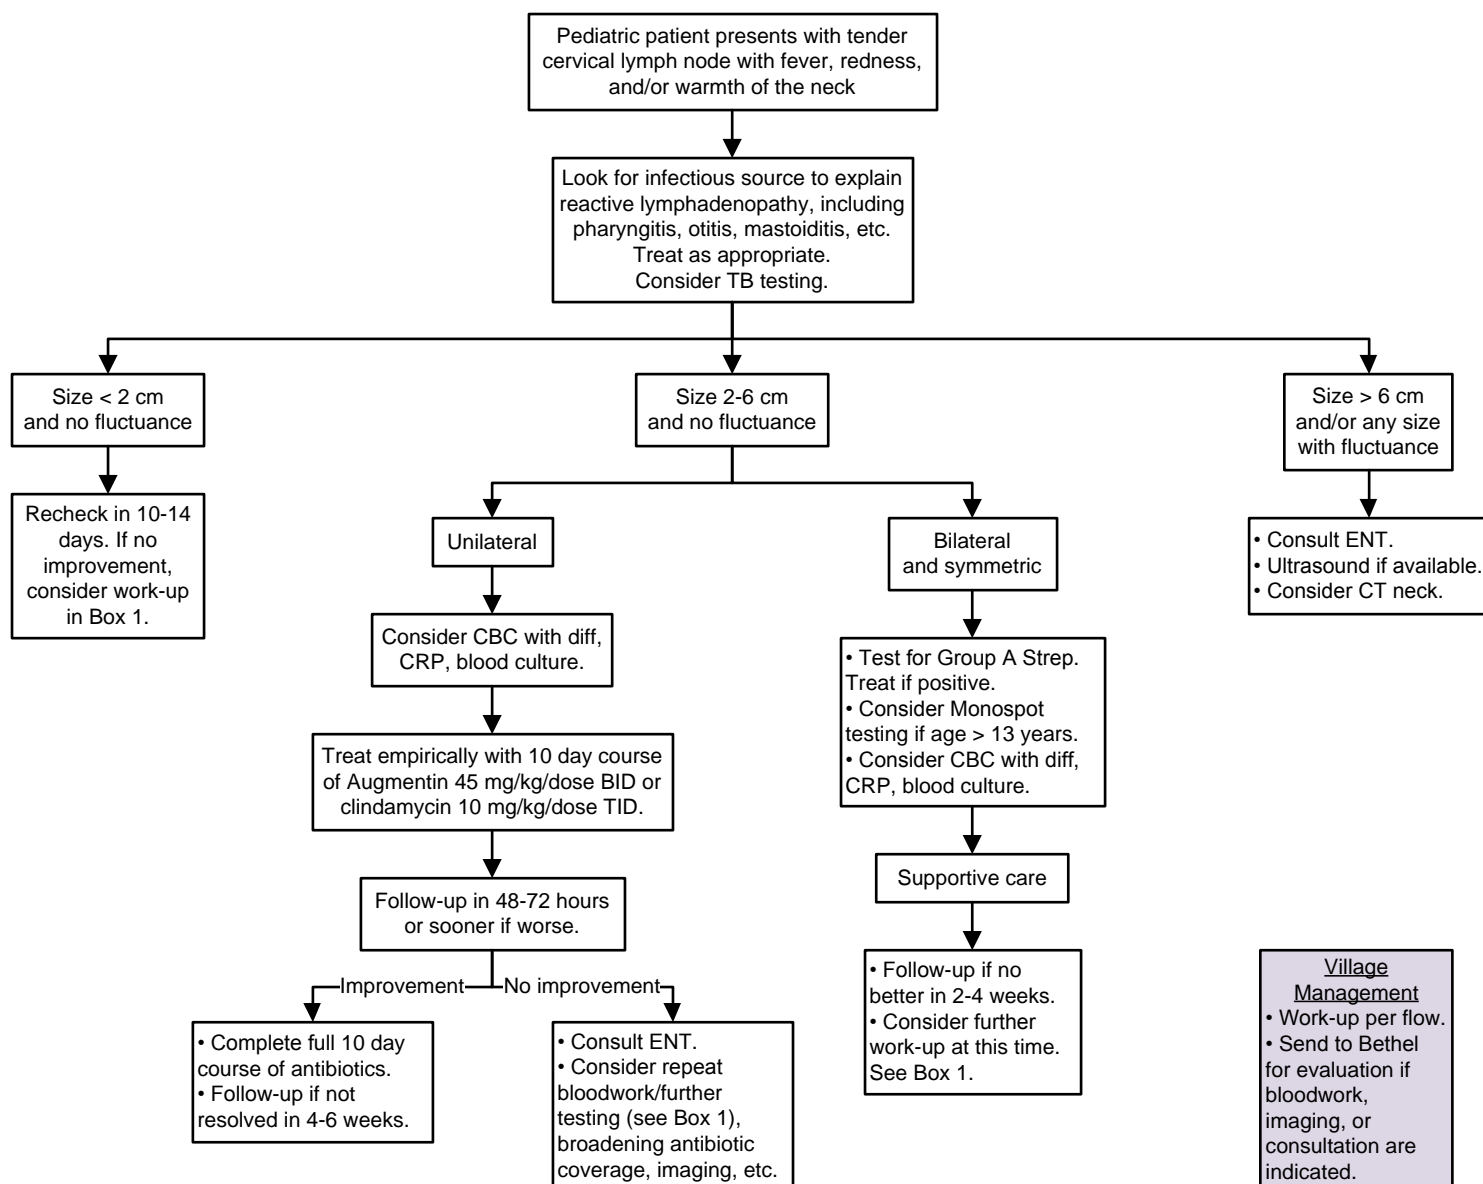 Pediatric patient presents with tender
cervical lymph node with fever, redness,
and/or warmth of the neck
Look for infectious source to explain
reactive lymphadenopathy, including
pharyngitis, otitis, mastoiditis, etc.
Treat as appropriate.
Consider TB testing.
Size < 2 cm
and no fluctuance
Size 2-6 cm
and no fluctuance
Size > 6 cm
and/or any size
with fluctuance
Recheck in 10-14
days. If no
improvement,
consider work-up
in Box 1.
Unilateral
Bilateral
and symmetric
• Consult ENT.
• Ultrasound if available.
• Consider CT neck.
Consider CBC with diff,
CRP, blood culture.
• Test for Group A Strep.
Treat if positive.
• Consider Monospot
testing if age > 13 years.
• Consider CBC with diff,
CRP, blood culture.
Treat empirically with 10 day course
of Augmentin 45 mg/kg/dose BID or
clindamycin 10 mg/kg/dose TID.
Supportive care
Follow-up in 48-72 hours
or sooner if worse.
Improvement
No improvement
• Complete full 10 day
course of antibiotics.
• Follow-up if not
resolved in 4-6 weeks.
• Consult ENT.
• Consider repeat
bloodwork/further
testing (see Box 1),
broadening antibiotic
coverage, imaging, etc.
• Follow-up if no
better in 2-4 weeks.
• Consider further
work-up at this time.
See Box 1.
Village
Management
• Work-up per flow.
• Send to Bethel
for evaluation if
bloodwork,
imaging, or
consultation are
indicated.